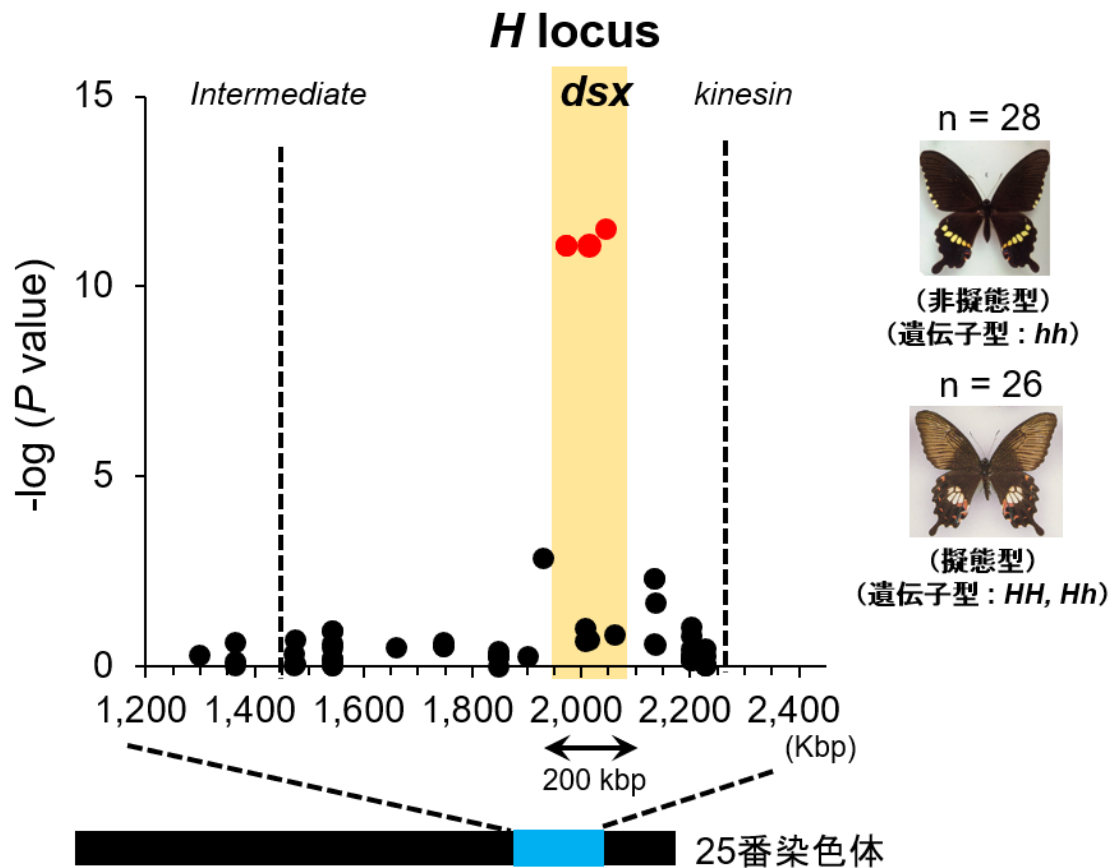 H locus
Intermediate
dsx
kinesin
15
10
5
0
-log (P value)
1,200 1,400 1,600 1,800 2,000 2,200 2,400
(Kbp)
200 kbp
25番染色体
n = 28
(非擬態型)
(遺伝子型 : hh)
n = 26
(擬態型)
(遺伝子型 : HH, Hh)